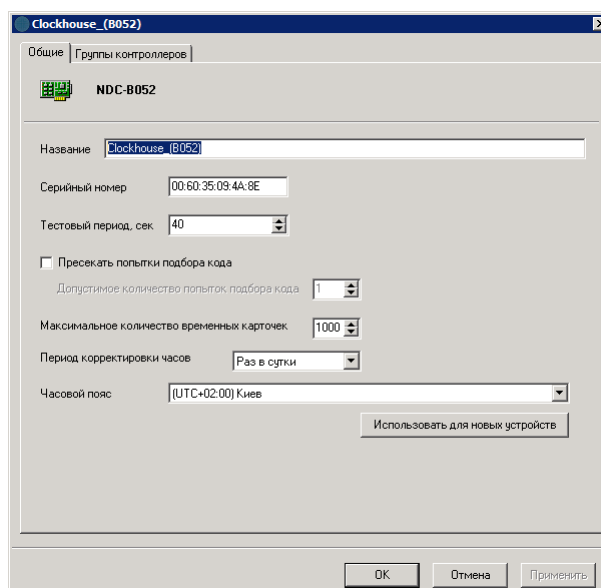 Clockhouse_(B052)
Общие Группы контроллеров
NDC-B052
Название Clockhouse_(B052)
Серийный номер 00:60:35:09:4A:8E
Тестовый период, сек 40
Пресекать попытки подбора кода
Допустимое количество попыток подбора кода 1
Максимальное количество временных карточек 1000
Период корректировки часов Раз в сутки
Часовой пояс (UTC+02:00) Киев
Использовать для новых устройств
OK Отмена Применить